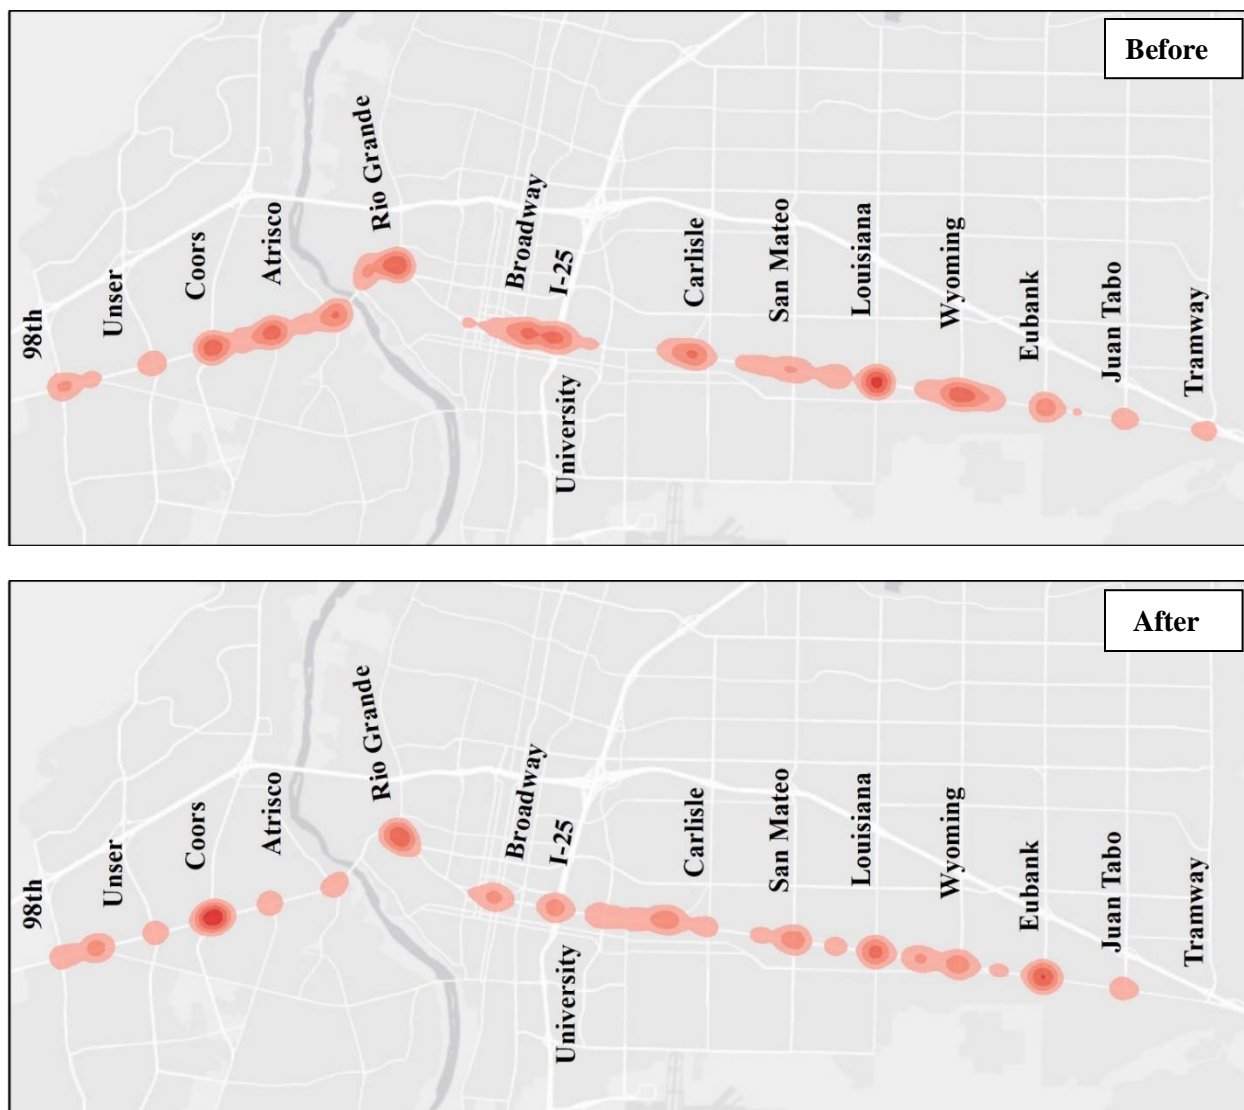 Before
98th
Unser
Coors
Atrisco
Rio Grande
Broadway
I-25
University
Carlisle
San Mateo
Louisiana
Wyoming
Eubank
Juan Tabo
Tramway
After
98th
Unser
Coors
Atrisco
Rio Grande
Broadway
I-25
University
Carlisle
San Mateo
Louisiana
Wyoming
Eubank
Juan Tabo
Tramway